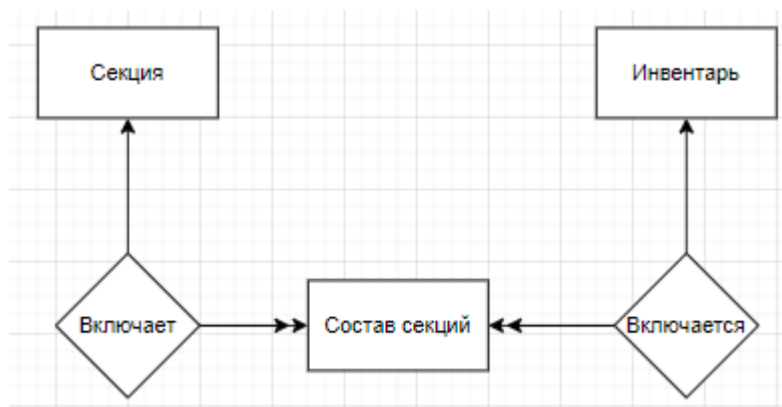 Секция
Инвентарь
Включает
Состав секций
Включается